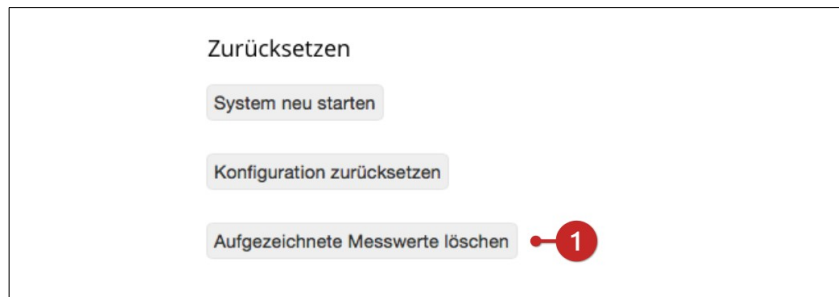 Zurücksetzen
System neu starten
Konfiguration zurücksetzen
Aufgezeichnete Messwerte löschen 1